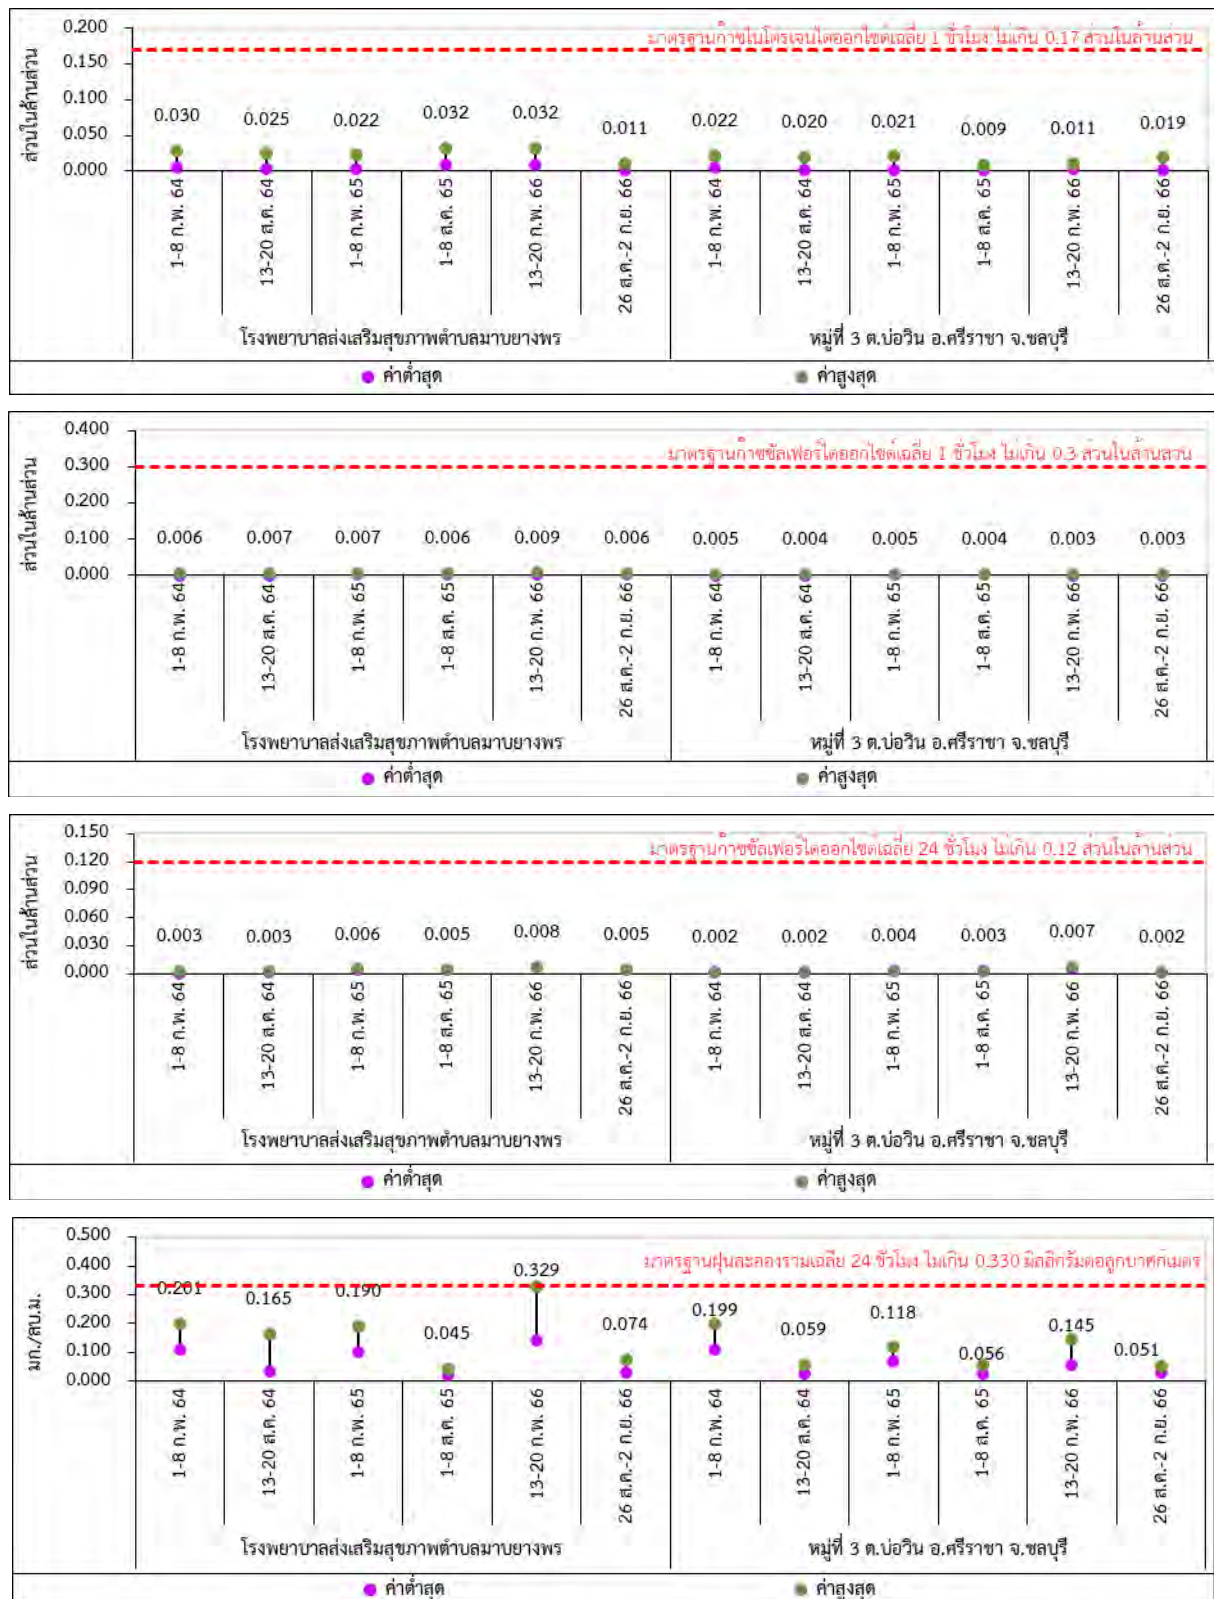 0.200
มาตรฐานก๊าซไนโตรเจนไดออกไซด์เฉลี่ย 1 ชั่วโมง ไม่เกิน 0.17 ส่วนในล้านส่วน
0.150
0.100
0.050
0.000
ส่วนในล้านส่วน
0.030 0.025 0.022 0.032 0.032 0.011 0.022 0.020 0.021 0.009 0.011 0.019
1-8 ก.พ. 64 13-20 ส.ค. 64 1-8 ก.พ. 65 1-8 ส.ค. 65 13-20 ก.พ. 66 26 ส.ค.-2 ก.ย. 66 1-8 ก.พ. 64 13-20 ส.ค. 64 1-8 ก.พ. 65 1-8 ส.ค. 65 13-20 ก.พ. 66 26 ส.ค.-2 ก.ย. 66
โรงพยาบาลส่งเสริมสุขภาพตำบลมาบยางพร หมู่ที่ 3 ต.บ่อวิน อ.ศรีราชา จ.ชลบุรี
ค่าต่ำสุด ค่าสูงสุด
0.400
มาตรฐานก๊าซซัลเฟอร์ไดออกไซด์เฉลี่ย 1 ชั่วโมง ไม่เกิน 0.3 ส่วนในล้านส่วน
0.300
0.200
0.100
0.000
ส่วนในล้านส่วน
0.006 0.007 0.007 0.006 0.009 0.006 0.005 0.004 0.005 0.004 0.003 0.003
1-8 ก.พ. 64 13-20 ส.ค. 64 1-8 ก.พ. 65 1-8 ส.ค. 65 13-20 ก.พ. 66 26 ส.ค.-2 ก.ย. 66 1-8 ก.พ. 64 13-20 ส.ค. 64 1-8 ก.พ. 65 1-8 ส.ค. 65 13-20 ก.พ. 66 26 ส.ค.-2 ก.ย. 66
โรงพยาบาลส่งเสริมสุขภาพตำบลมาบยางพร หมู่ที่ 3 ต.บ่อวิน อ.ศรีราชา จ.ชลบุรี
ค่าต่ำสุด ค่าสูงสุด
0.150
มาตรฐานก๊าซซัลเฟอร์ไดออกไซด์เฉลี่ย 24 ชั่วโมง ไม่เกิน 0.12 ส่วนในล้านส่วน
0.120
0.090
0.060
0.030
0.000
ส่วนในล้านส่วน
0.003 0.003 0.006 0.005 0.008 0.005 0.002 0.002 0.004 0.003 0.007 0.002
1-8 ก.พ. 64 13-20 ส.ค. 64 1-8 ก.พ. 65 1-8 ส.ค. 65 13-20 ก.พ. 66 26 ส.ค.-2 ก.ย. 66 1-8 ก.พ. 64 13-20 ส.ค. 64 1-8 ก.พ. 65 1-8 ส.ค. 65 13-20 ก.พ. 66 26 ส.ค.-2 ก.ย. 66
โรงพยาบาลส่งเสริมสุขภาพตำบลมาบยางพร หมู่ที่ 3 ต.บ่อวิน อ.ศรีราชา จ.ชลบุรี
ค่าต่ำสุด ค่าสูงสุด
0.500
0.400
มาตรฐานฝุ่นละอองรวมเฉลี่ย 24 ชั่วโมง ไม่เกิน 0.330 มิลลิกรัมต่อลูกบาศก์เมตร
0.300
0.200
0.100
0.000
มก./ลบ.ม.
0.201 0.165 0.190 0.045 0.329 0.074 0.199 0.059 0.118 0.056 0.145 0.051
1-8 ก.พ. 64 13-20 ส.ค. 64 1-8 ก.พ. 65 1-8 ส.ค. 65 13-20 ก.พ. 66 26 ส.ค.-2 ก.ย. 66 1-8 ก.พ. 64 13-20 ส.ค. 64 1-8 ก.พ. 65 1-8 ส.ค. 65 13-20 ก.พ. 66 26 ส.ค.-2 ก.ย. 66
โรงพยาบาลส่งเสริมสุขภาพตำบลมาบยางพร หมู่ที่ 3 ต.บ่อวิน อ.ศรีราชา จ.ชลบุรี
ค่าต่ำสุด ค่าสูงสุด